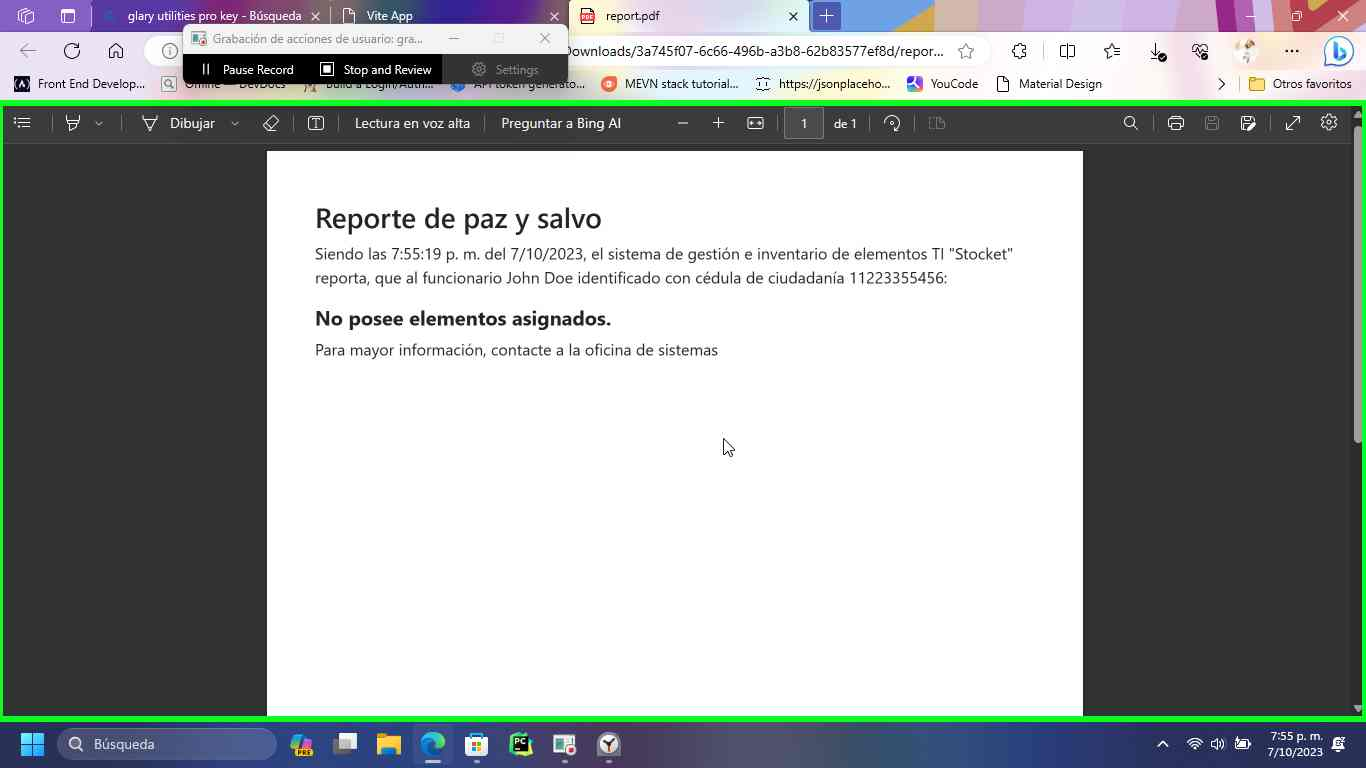 glary utilities pro key - Búsqueda
Vite App
report.pdf
Grabación de acciones de usuario: gra...
Pause Record
Stop and Review
Settings
ownloads/3a745f07-6c66-496b-a3b8-62b83577ef8d/repor...
Front End Develop...
MEVN stack tutorial...
https://jsonplaceho...
YouCode
Material Design
Otros favoritos
Dibujar
Lectura en voz alta
Preguntar a Bing AI
1
de 1
Reporte de paz y salvo
Siendo las 7:55:19 p. m. del 7/10/2023, el sistema de gestión e inventario de elementos TI "Stocket"
reporta, que al funcionario John Doe identificado con cédula de ciudadanía 11223355456:
No posee elementos asignados.
Para mayor información, contacte a la oficina de sistemas
Búsqueda
PRE
7:55 p. m.
7/10/2023